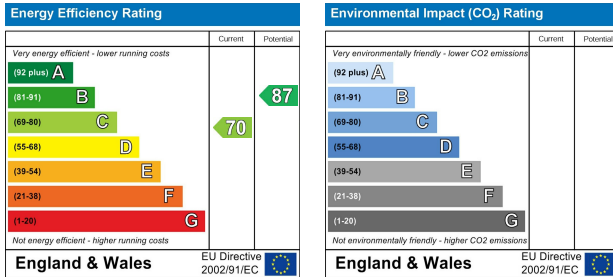 Energy Efficiency Rating
Current Potential
Very energy efficient - lower running costs
(92 plus) A
(81-91) B
87
(69-80) C
70
(55-68) D
(39-54) E
(21-38) F
(1-20) G
Not energy efficient - higher running costs
England & Wales
EU Directive
2002/91/EC
Environmental Impact (CO₂) Rating
Current Potential
Very environmentally friendly - lower CO2 emissions
(92 plus) A
(81-91) B
(69-80) C
(55-68) D
(39-54) E
(21-38) F
(1-20) G
Not environmentally friendly - higher CO2 emissions
England & Wales
EU Directive
2002/91/EC